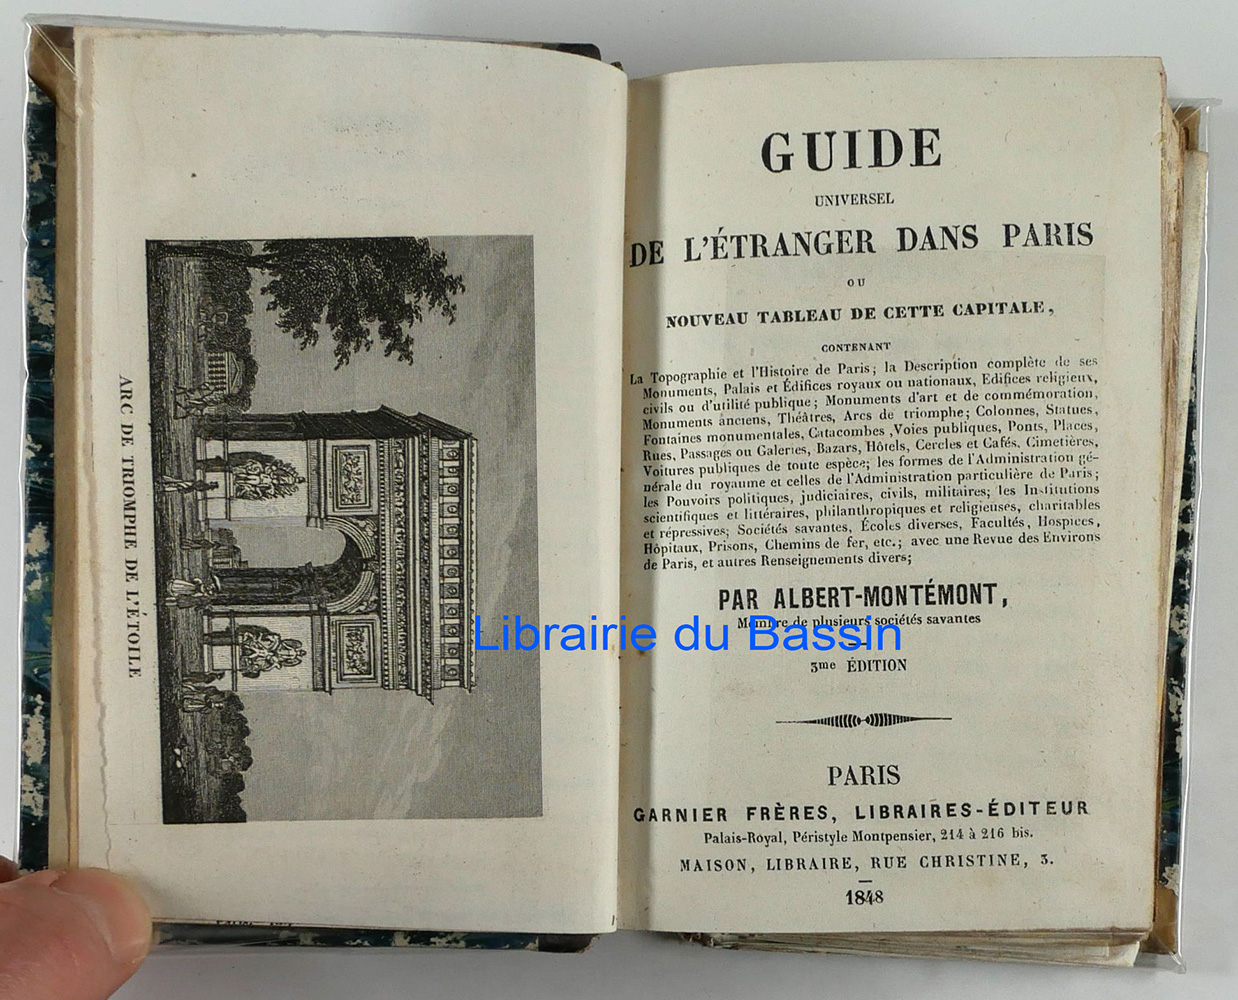 ARC DE TRIOMPHE DE L'ÉTOILE
GUIDE
UNIVERSEL
DE L'ÉTRANGER DANS PARIS
OU
NOUVEAU TABLEAU DE CETTE CAPITALE,
CONTENANT
La Topographie et l'Histoire de Paris; la Description complète de ses
Monuments, Palais et Édifices royaux ou nationaux, Edifices religieux,
civils ou d'utilité publique; Monuments d'art et de commémoration,
Monuments anciens, Théâtres, Arcs de triomphe; Colonnes, Statues,
Fontaines monumentales, Catacombes, Voies publiques, Ponts, Places,
Rues, Passages ou Galeries, Bazars, Hôtels, Cercles et Cafés, Cimetières,
Voitures publiques de toute espèce; les formes de l'Administration gé-
nérale du royaume et celles de l'Administration particulière de Paris;
les Pouvoirs politiques, judiciaires, civils, militaires; les Institutions
scientifiques et littéraires, philanthropiques et religieuses, charitables
et répressives; Sociétés savantes, Écoles diverses, Facultés, Hospices,
Hôpitaux, Prisons, Chemins de fer, etc.; avec une Revue des Environs
de Paris, et autres Renseignements divers;
PAR ALBERT-MONTÉMONT,
Membre de plusieurs sociétés savantes
Librairie du Bassin
3me ÉDITION
PARIS
GARNIER FRÈRES, LIBRAIRES-ÉDITEUR
Palais-Royal, Péristyle Montpensier, 214 à 216 bis.
MAISON, LIBRAIRE, RUE CHRISTINE, 3.
1848